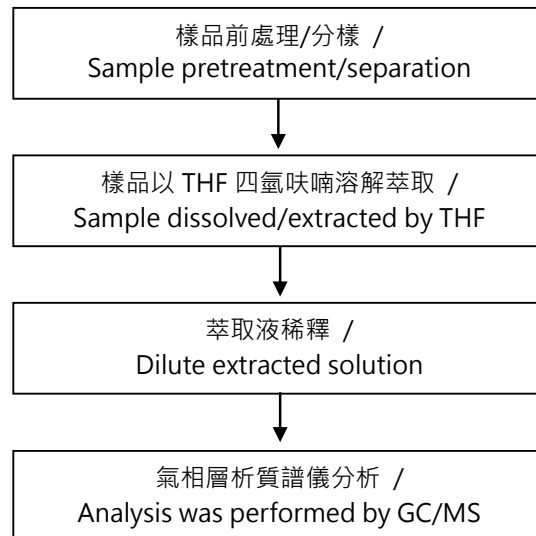 樣品前處理/分樣 /
Sample pretreatment/separation
樣品以 THF 四氫呋喃溶解萃取 /
Sample dissolved/extracted by THF
萃取液稀釋 /
Dilute extracted solution
氣相層析質譜儀分析 /
Analysis was performed by GC/MS